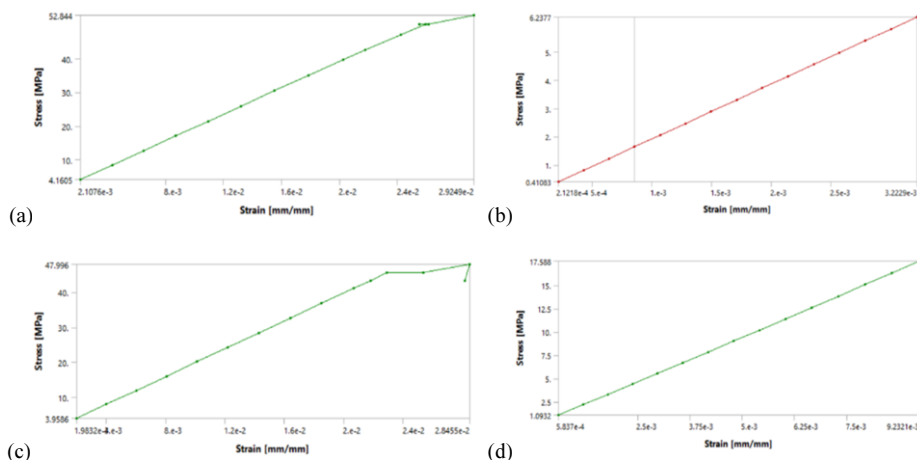 52.844
40.
30.
20.
10.
4.1605
Stress [MPa]
2.1076e-3
8.e-3
1.2e-2
1.6e-2
2.e-2
2.4e-2
2.9249e-2
Strain [mm/mm]
(a)
6.2377
5.
4.
3.
2.
1.
0.41083
Stress [MPa]
2.1218e-4
5.e-4
1.e-3
1.5e-3
2.e-3
2.5e-3
3.2229e-3
Strain [mm/mm]
(b)
47.996
40.
30.
20.
10.
3.9586
Stress [MPa]
8.e-3
1.2e-2
1.6e-2
2.e-2
2.4e-2
2.8455e-2
Strain [mm/mm]
(c)
17.588
15.
12.5
10.
7.5
5.
2.5
1.0932
Stress [MPa]
5.837e-4
2.5e-3
3.75e-3
5.e-3
6.25e-3
7.5e-3
9.2321e-3
Strain [mm/mm]
(d)